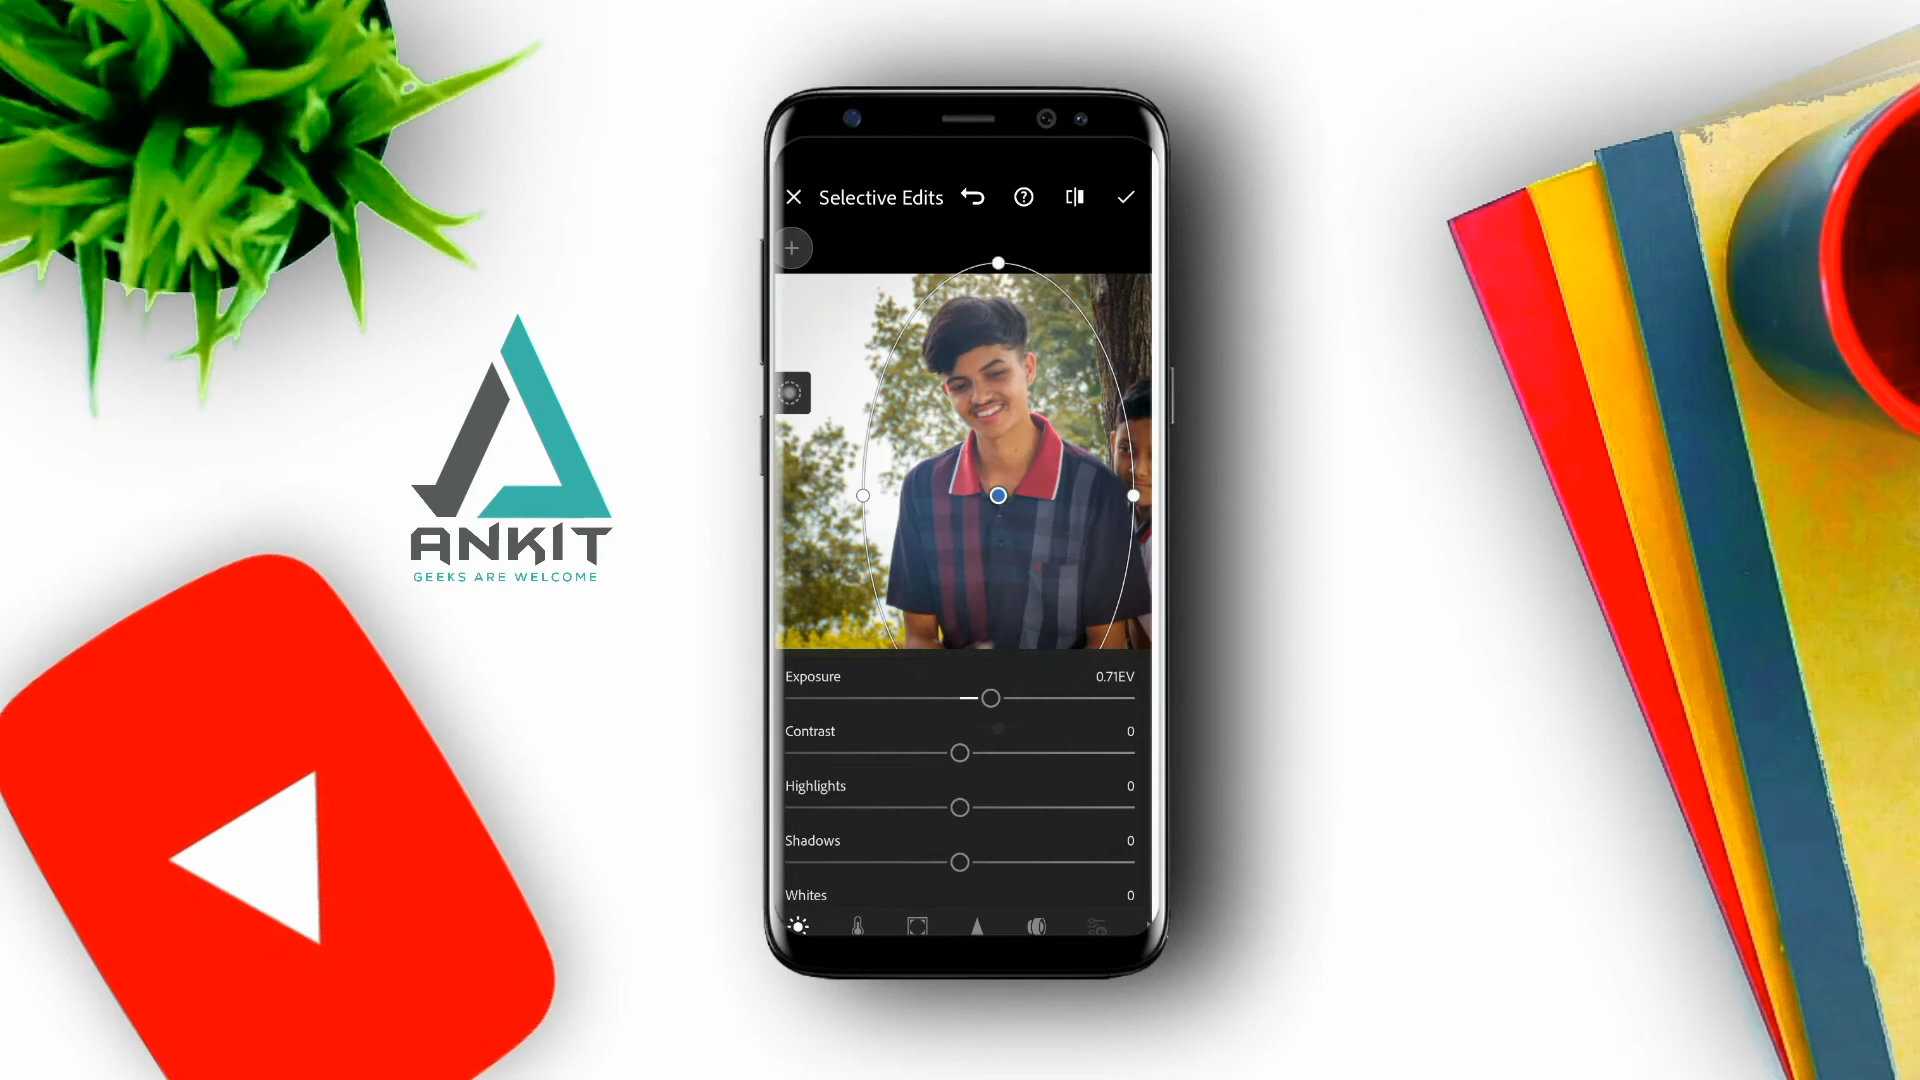 Selective Edits
ANKIT
GEEKS ARE WELCOME
Exposure 0.71EV
Contrast 0
Highlights 0
Shadows 0
Whites 0